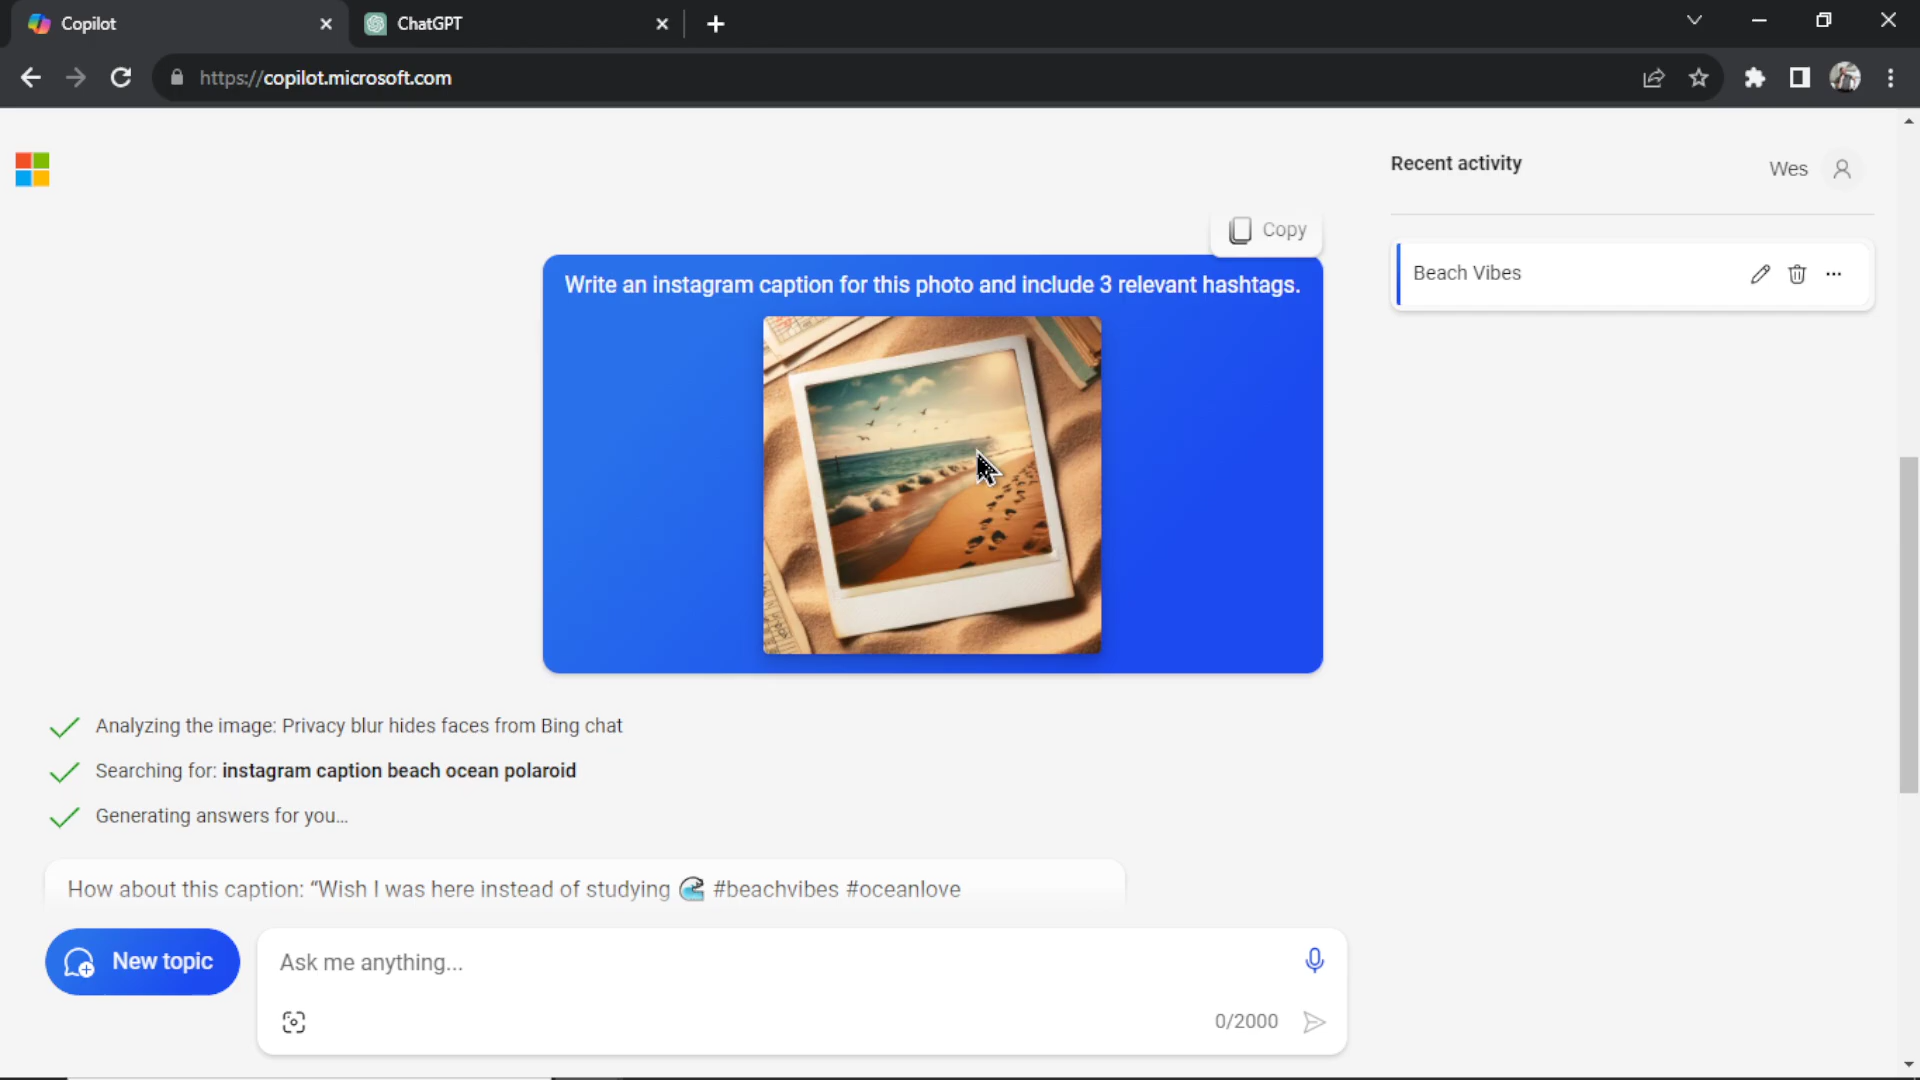 Copilot
ChatGPT
https://copilot.microsoft.com
Recent activity
Wes
Copy
Write an instagram caption for this photo and include 3 relevant hashtags.
Beach Vibes
Analyzing the image: Privacy blur hides faces from Bing chat
Searching for: instagram caption beach ocean polaroid
Generating answers for you...
How about this caption: “Wish I was here instead of studying 🌊 #beachvibes #oceanlove
New topic
Ask me anything...
0/2000